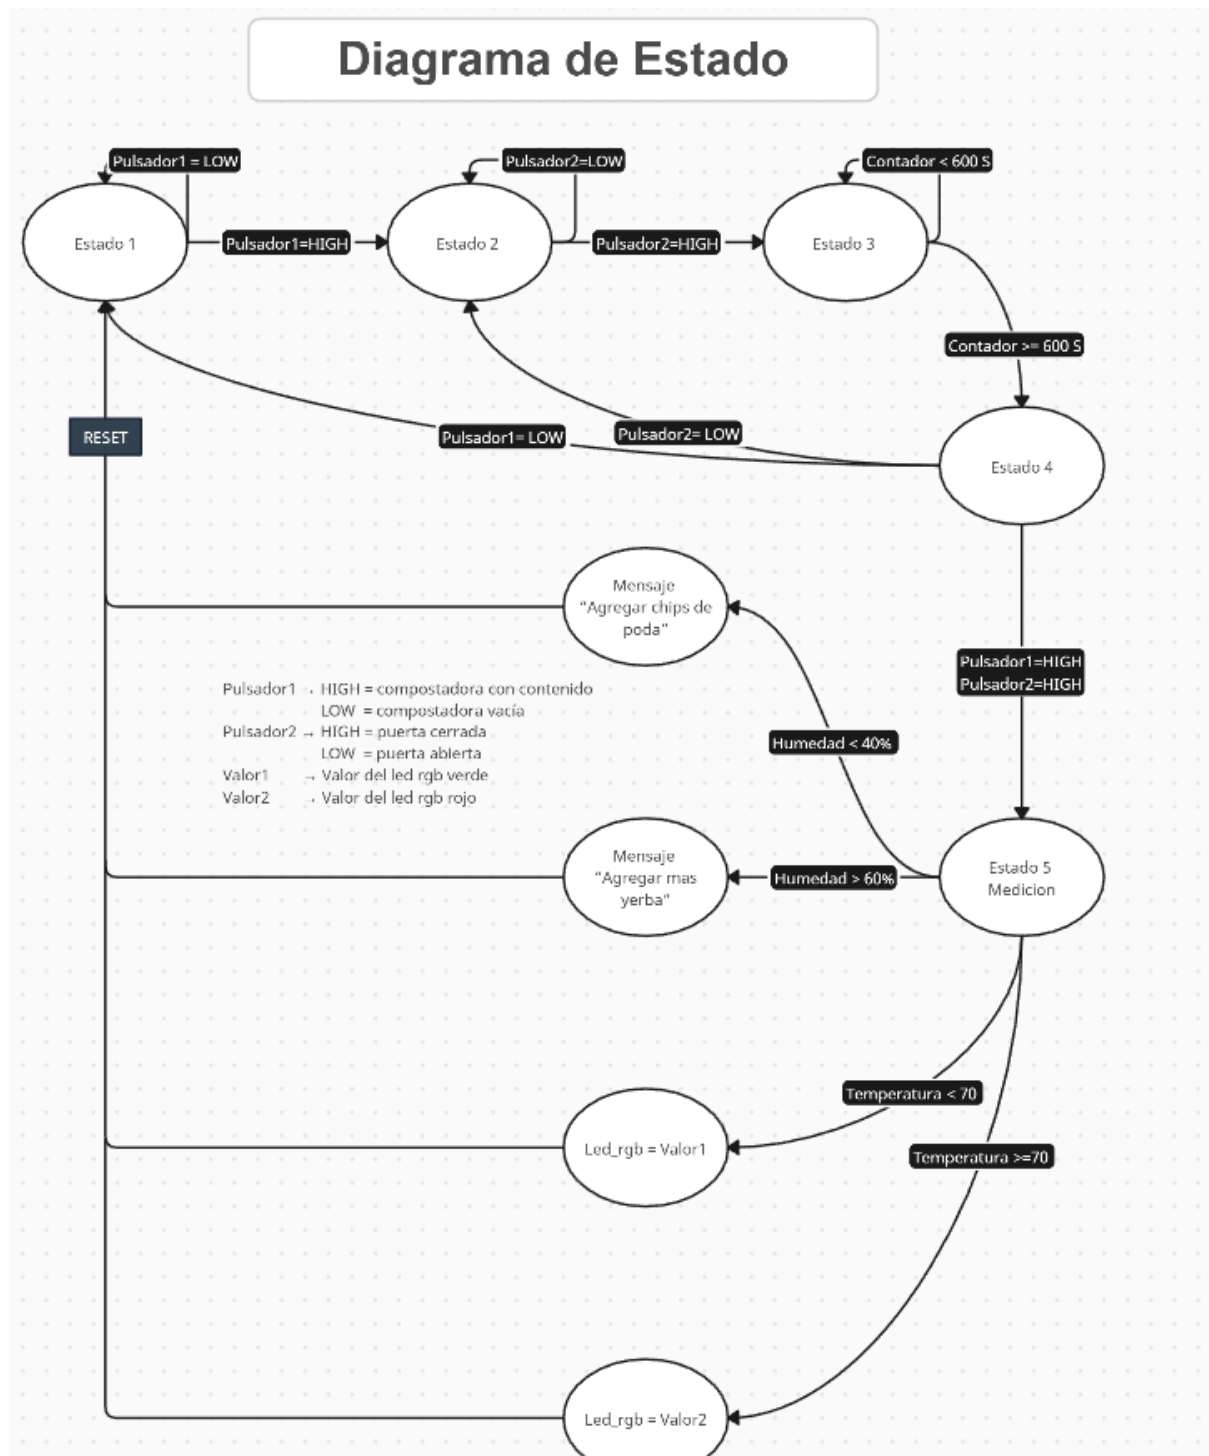 Diagrama de Estado
Pulsador1 = LOW
Pulsador2=LOW
Contador < 600 S
Estado 1
Pulsador1=HIGH
Estado 2
Pulsador2=HIGH
Estado 3
Contador >= 600 S
RESET
Pulsador1= LOW
Pulsador2= LOW
Estado 4
Mensaje
"Agregar chips de
poda"
Pulsador1=HIGH
Pulsador2=HIGH
Pulsador1 → HIGH = compostadora con contenido
LOW = compostadora vacía
Pulsador2 → HIGH = puerta cerrada
LOW = puerta abierta
Valor1 → Valor del led rgb verde
Valor2 → Valor del led rgb rojo
Humedad < 40%
Mensaje
"Agregar mas
yerba"
Humedad > 60%
Estado 5
Medicion
Temperatura < 70
Led_rgb = Valor1
Temperatura >=70
Led_rgb = Valor2